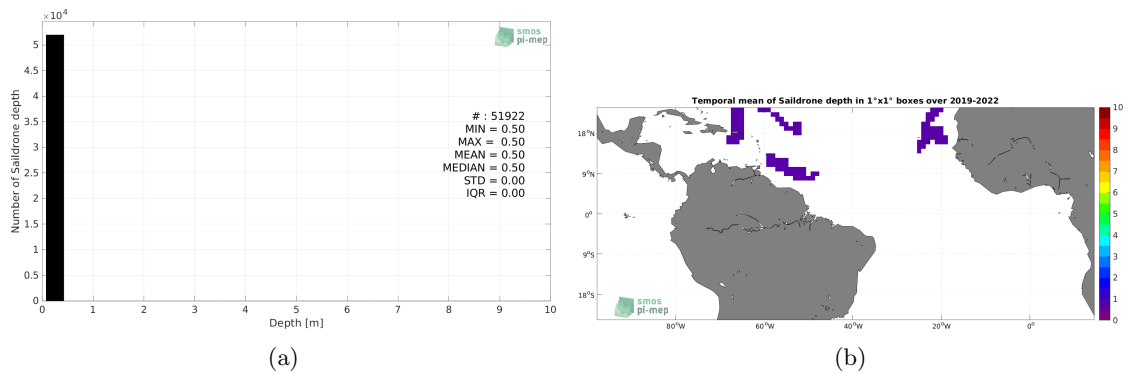 ×10⁴
smos
pi-mep
5
4.5
4
3.5
3
2.5
2
1.5
1
0.5
0
Number of Saildrone depth
# : 51922
MIN = 0.50
MAX = 0.50
MEAN = 0.50
MEDIAN = 0.50
STD = 0.00
IQR = 0.00
0 1 2 3 4 5 6 7 8 9 10
Depth [m]
(a)
Temporal mean of Saildrone depth in 1°x1° boxes over 2019-2022
18°N
9°N
0°
9°S
18°S
smos
pi-mep
80°W 60°W 40°W 20°W 0°
10
9
8
7
6
5
4
3
2
1
0
(b)